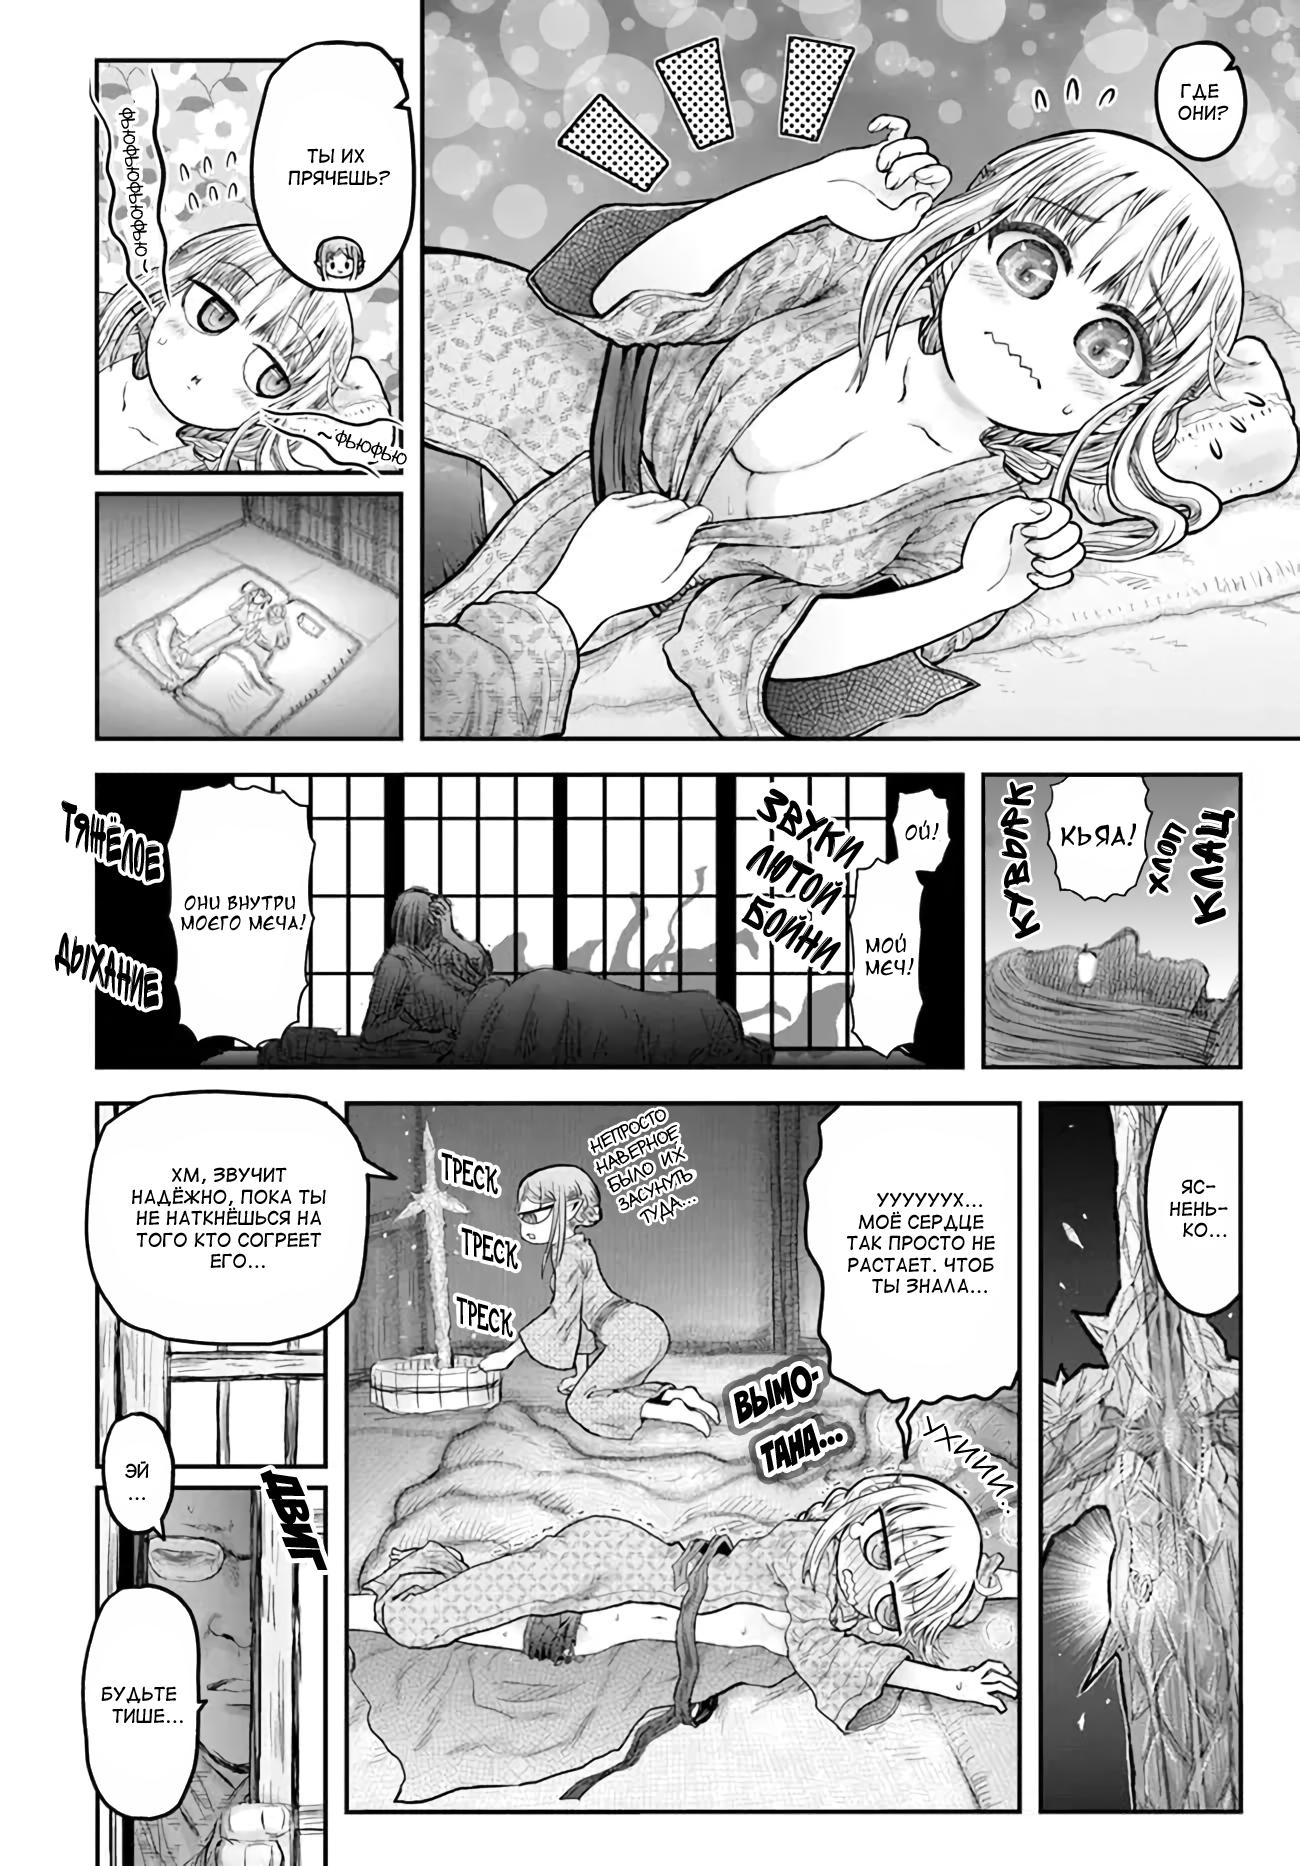 ГДЕ
ОНИ?
ТЫ ИХ
ПРЯЧЕШЬ?
ФЬЮФЬЮФЬЮФЬЮФЬЮ~
~ФЬЮФЬЮ
КЬЯА!
КУВЫРК
ХЛОП
КЛАЦ
ОЙ!
МОЙ
МЕЧ!
ЗВУКИ
ЛЮТОЙ
БОЙНИ
ОНИ ВНУТРИ
МОЕГО МЕЧА!
ТЯЖЁЛОЕ
ДЫХАНИЕ
ЯС-
НЕНЬ-
КО...
УУУУУУХ...
МОЁ СЕРДЦЕ
ТАК ПРОСТО НЕ
РАСТАЕТ. ЧТОБ
ТЫ ЗНАЛА...
НЕПРОСТО
НАВЕРНОЕ
БЫЛО ИХ
ЗАСУНУТЬ
ТУДА...
ТРЕСК
ТРЕСК
ТРЕСК
ВЫМО-
ТАНА...
УХИИИ...
ХМ, ЗВУЧИТ
НАДЁЖНО, ПОКА ТЫ
НЕ НАТКНЁШЬСЯ НА
ТОГО КТО СОГРЕЕТ
ЕГО...
ЭЙ
...
ДВИГ
БУДЬТЕ
ТИШЕ...